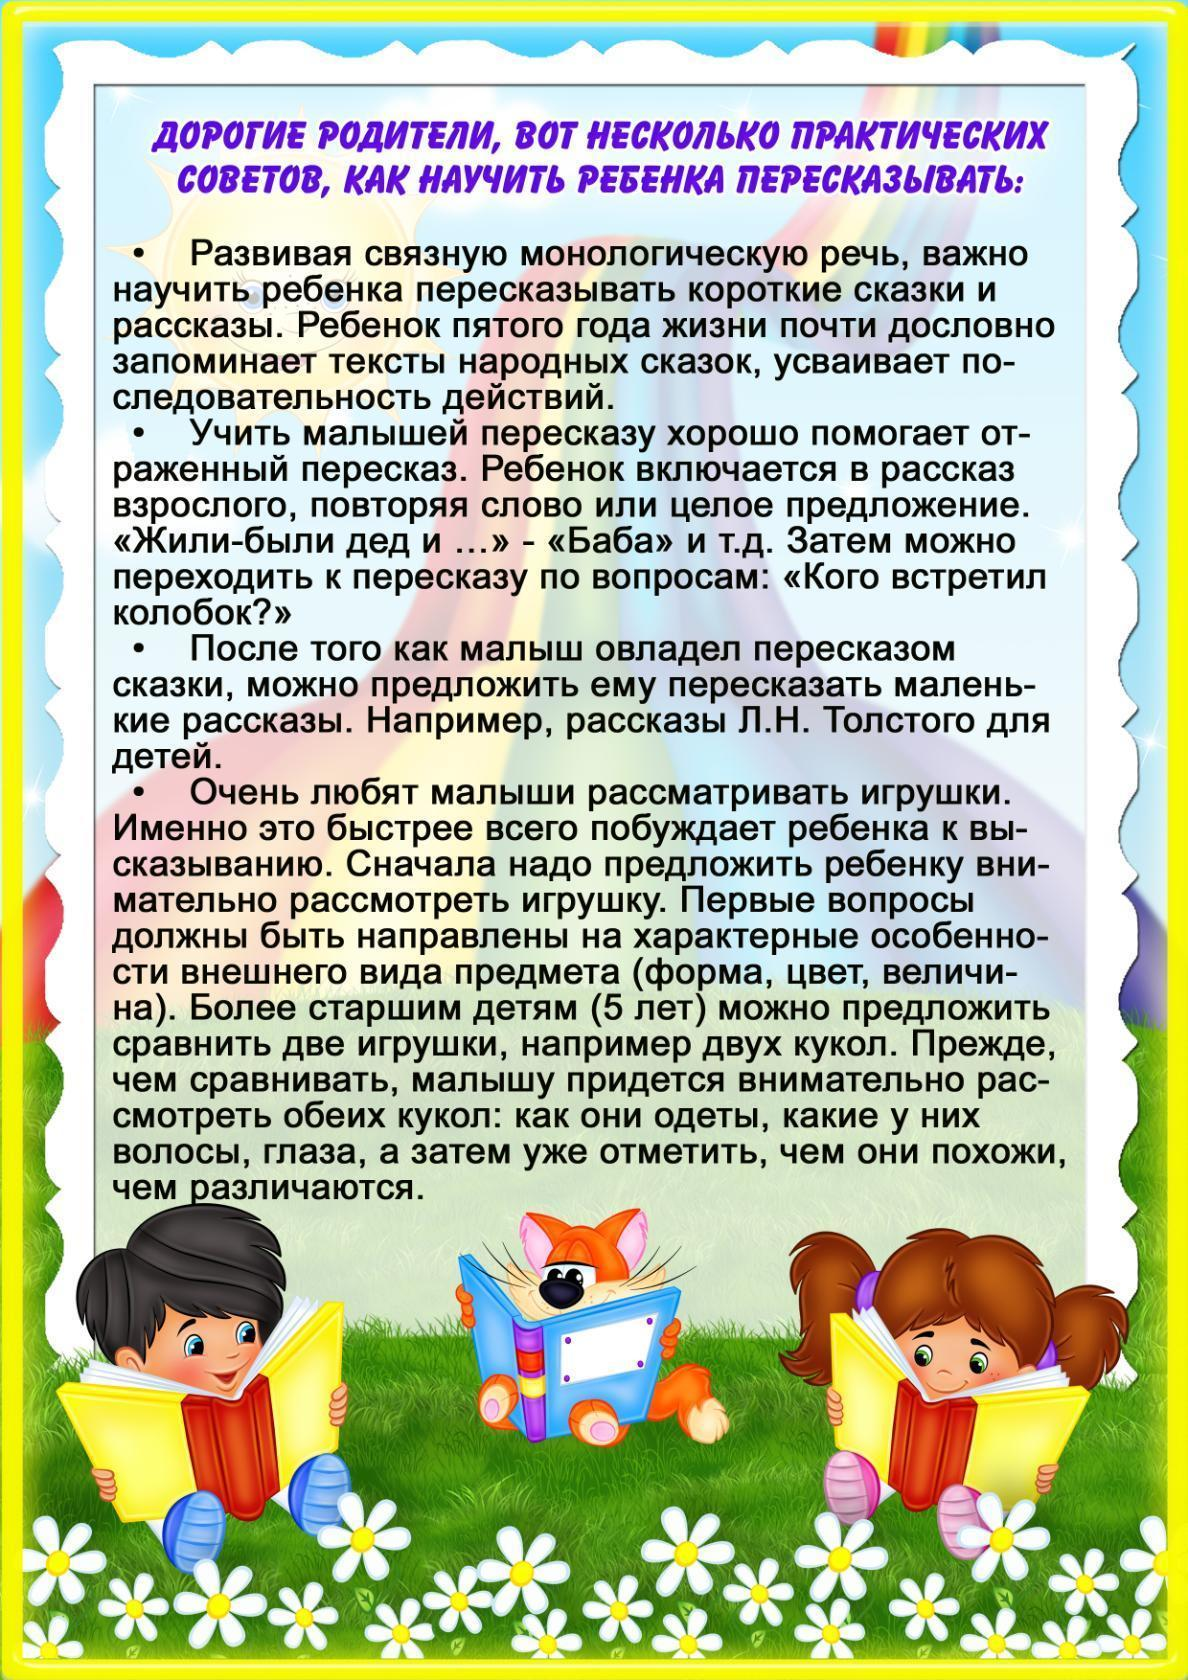 ДОРОГИЕ РОДИТЕЛИ, ВОТ НЕСКОЛЬКО ПРАКТИЧЕСКИХ
СОВЕТОВ, КАК НАУЧИТЬ РЕБЕНКА ПЕРЕСКАЗЫВАТЬ:
• Развивая связную монологическую речь, важно
научить ребенка пересказывать короткие сказки и
рассказы. Ребенок пятого года жизни почти дословно
запоминает тексты народных сказок, усваивает по-
следовательность действий.
• Учить малышей пересказу хорошо помогает от-
раженный пересказ. Ребенок включается в рассказ
взрослого, повторяя слово или целое предложение.
«Жили-были дед и ...» - «Баба» и т.д. Затем можно
переходить к пересказу по вопросам: «Кого встретил
колобок?»
• После того как малыш овладел пересказом
сказки, можно предложить ему пересказать малень-
кие рассказы. Например, рассказы Л.Н. Толстого для
детей.
• Очень любят малыши рассматривать игрушки.
Именно это быстрее всего побуждает ребенка к вы-
сказыванию. Сначала надо предложить ребенку вни-
мательно рассмотреть игрушку. Первые вопросы
должны быть направлены на характерные особенно-
сти внешнего вида предмета (форма, цвет, величи-
на). Более старшим детям (5 лет) можно предложить
сравнить две игрушки, например двух кукол. Прежде,
чем сравнивать, малышу придется внимательно рас-
смотреть обеих кукол: как они одеты, какие у них
волосы, глаза, а затем уже отметить, чем они похожи,
чем различаются.